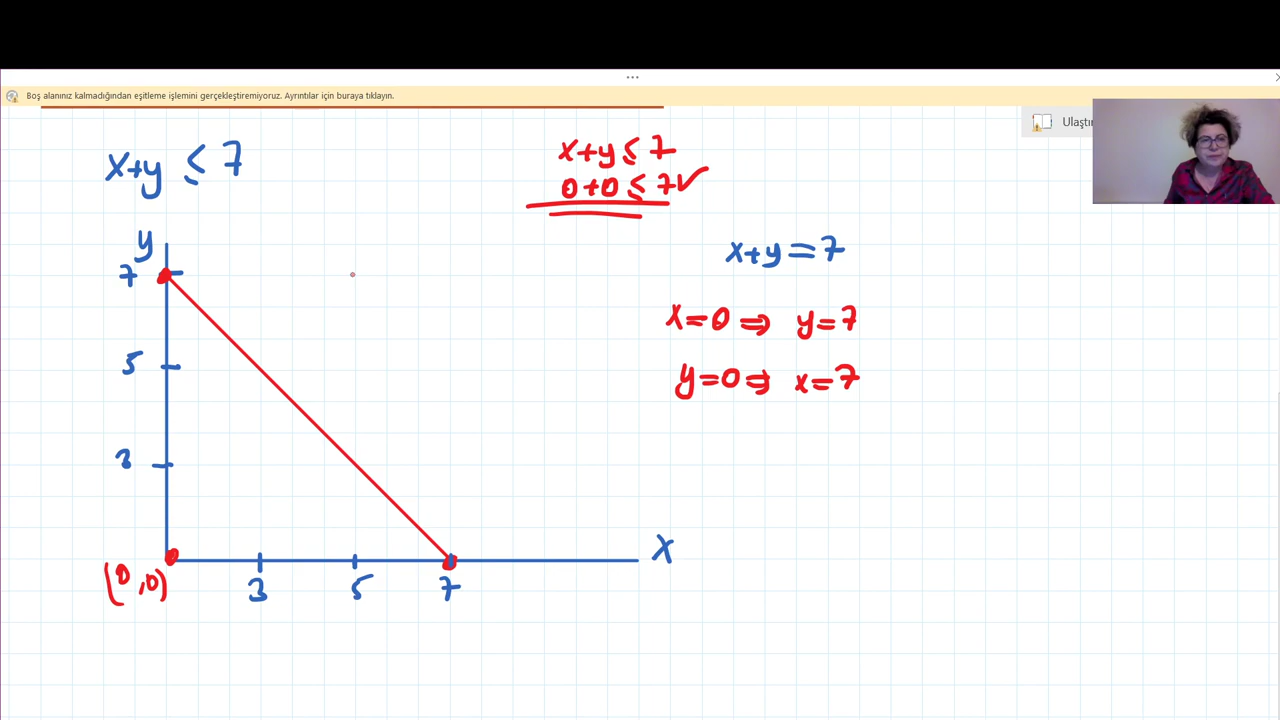 Boş alanınız kalmadığından eşitleme işlemini gerçekleştiremiyoruz. Ayrıntılar için buraya tıklayın.
x+y ≤ 7
x+y ≤ 7
0+0 ≤ 7✓
x+y=7
x=0 ⇒ y=7
y=0 ⇒ x=7
y
7
5
3
(0,0)
3
5
7
X